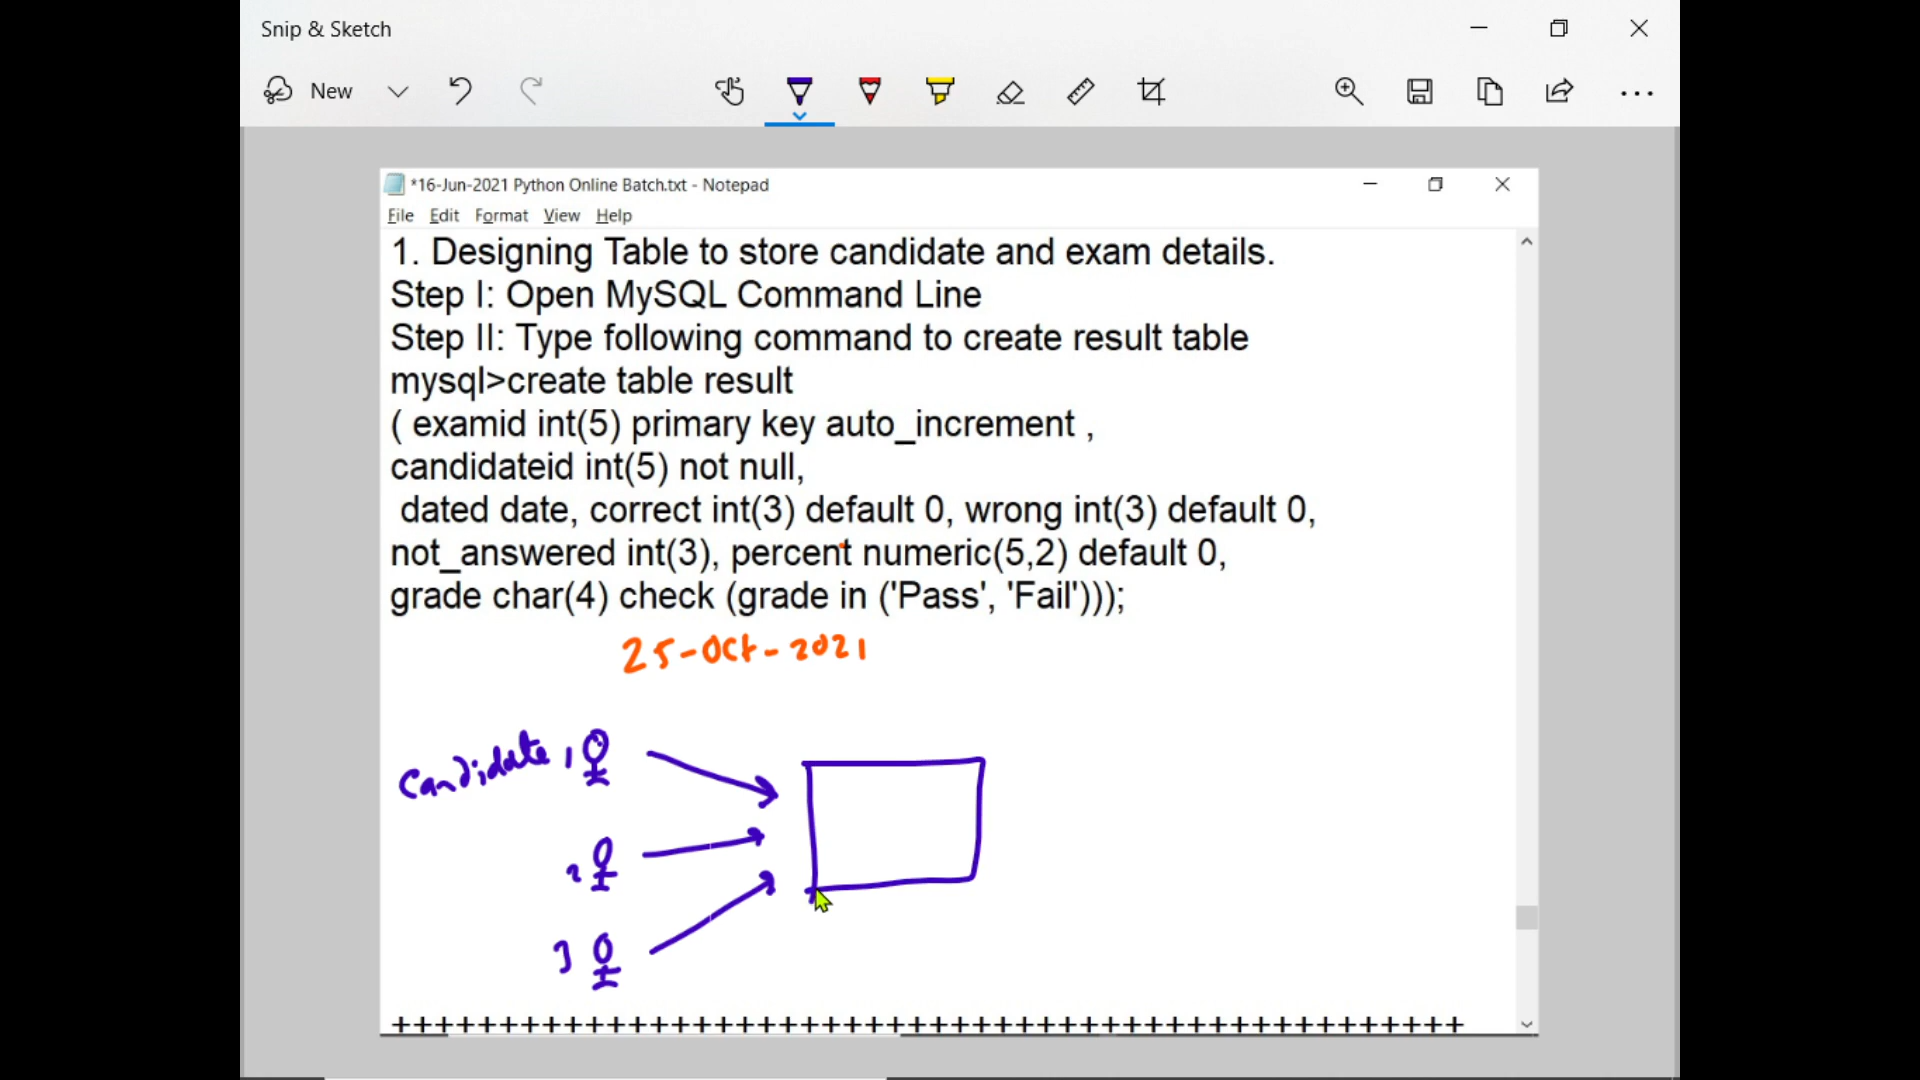 Snip & Sketch
New
*16-Jun-2021 Python Online Batch.txt - Notepad
File Edit Format View Help
1. Designing Table to store candidate and exam details.
Step I: Open MySQL Command Line
Step II: Type following command to create result table
mysql>create table result
( examid int(5) primary key auto_increment ,
candidateid int(5) not null,
dated date, correct int(3) default 0, wrong int(3) default 0,
not_answered int(3), percent numeric(5,2) default 0,
grade char(4) check (grade in ('Pass', 'Fail')));
25-Oct-2021
Candidate 1
2
3
++++++++++++++++++++++++++++++++++++++++++++++++++